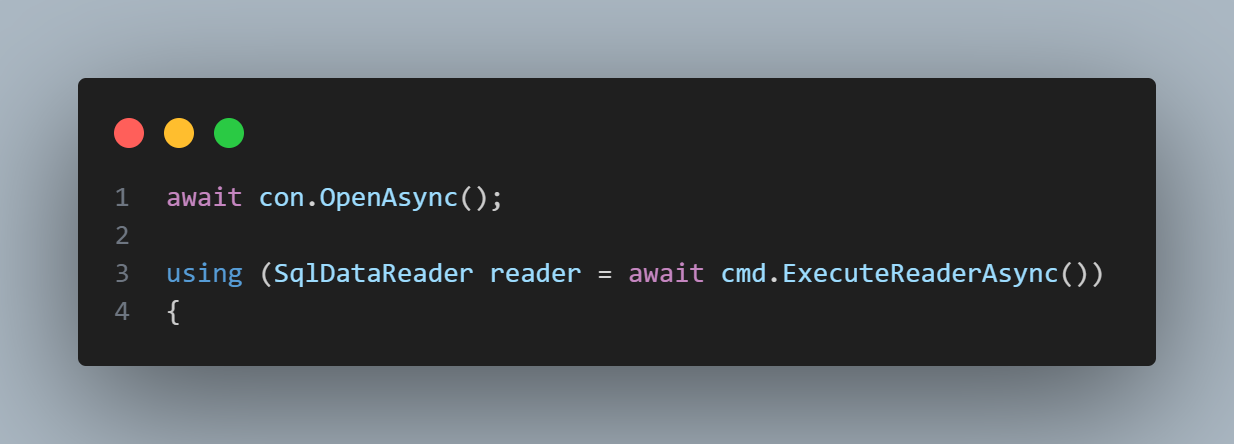 1 await con.OpenAsync();
2
3 using (SqlDataReader reader = await cmd.ExecuteReaderAsync())
4 {